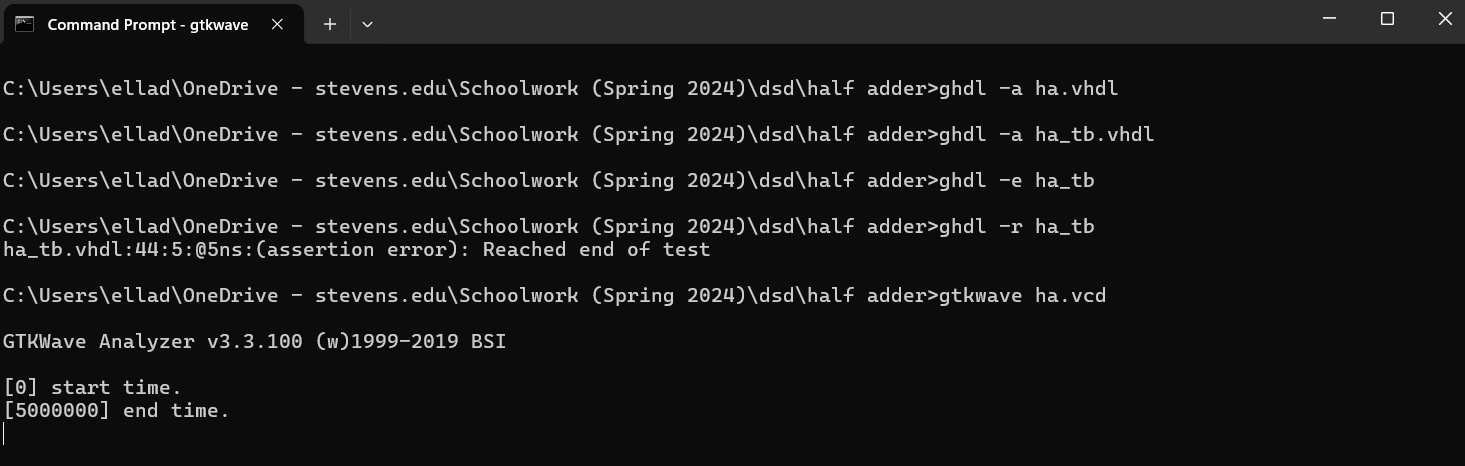 Command Prompt - gtkwave
C:\Users\ellad\OneDrive - stevens.edu\Schoolwork (Spring 2024)\dsd\half adder>ghdl -a ha.vhdl
C:\Users\ellad\OneDrive - stevens.edu\Schoolwork (Spring 2024)\dsd\half adder>ghdl -a ha_tb.vhdl
C:\Users\ellad\OneDrive - stevens.edu\Schoolwork (Spring 2024)\dsd\half adder>ghdl -e ha_tb
C:\Users\ellad\OneDrive - stevens.edu\Schoolwork (Spring 2024)\dsd\half adder>ghdl -r ha_tb
ha_tb.vhdl:44:5:@5ns:(assertion error): Reached end of test
C:\Users\ellad\OneDrive - stevens.edu\Schoolwork (Spring 2024)\dsd\half adder>gtkwave ha.vcd
GTKWave Analyzer v3.3.100 (w)1999-2019 BSI
[0] start time.
[5000000] end time.